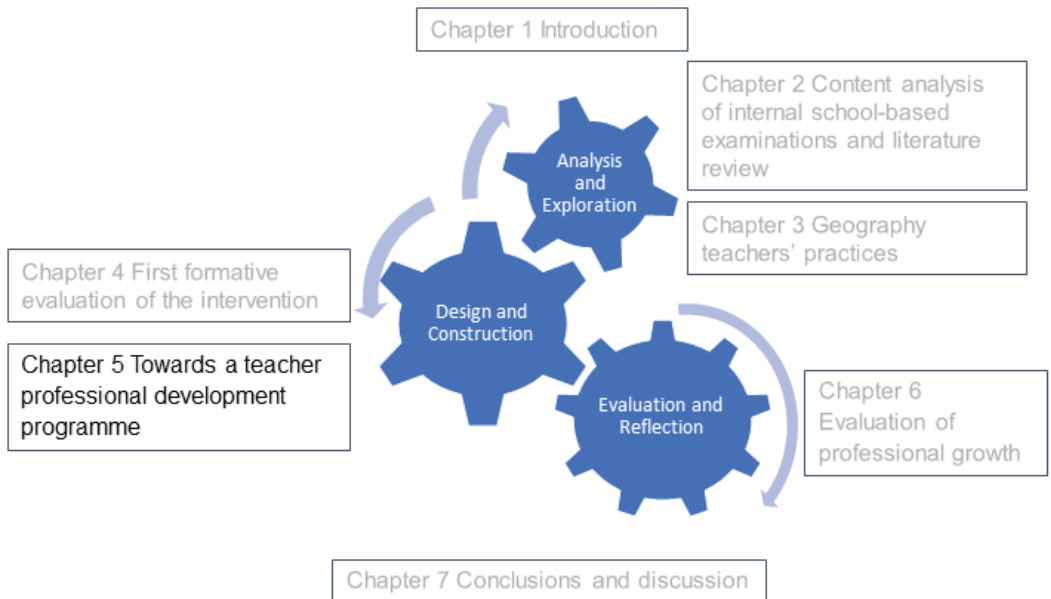 Chapter 1 Introduction
Chapter 2 Content analysis
of internal school-based
examinations and literature
review
Analysis
and
Exploration
Chapter 3 Geography
teachers’ practices
Chapter 4 First formative
evaluation of the intervention
Design and
Construction
Chapter 5 Towards a teacher
professional development
programme
Evaluation and
Reflection
Chapter 6
Evaluation of
professional growth
Chapter 7 Conclusions and discussion